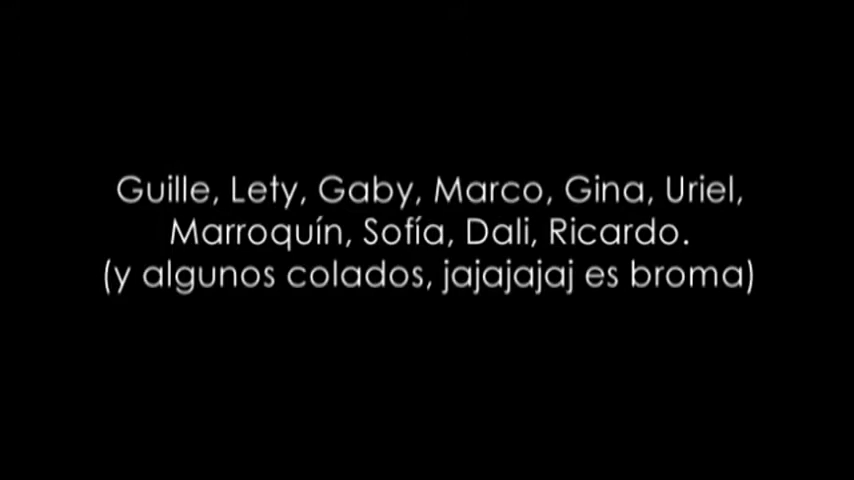 Guille, Lety, Gaby, Marco, Gina, Uriel,
Marroquín, Sofía, Dali, Ricardo.
(y algunos colados, jajajajaj es broma)